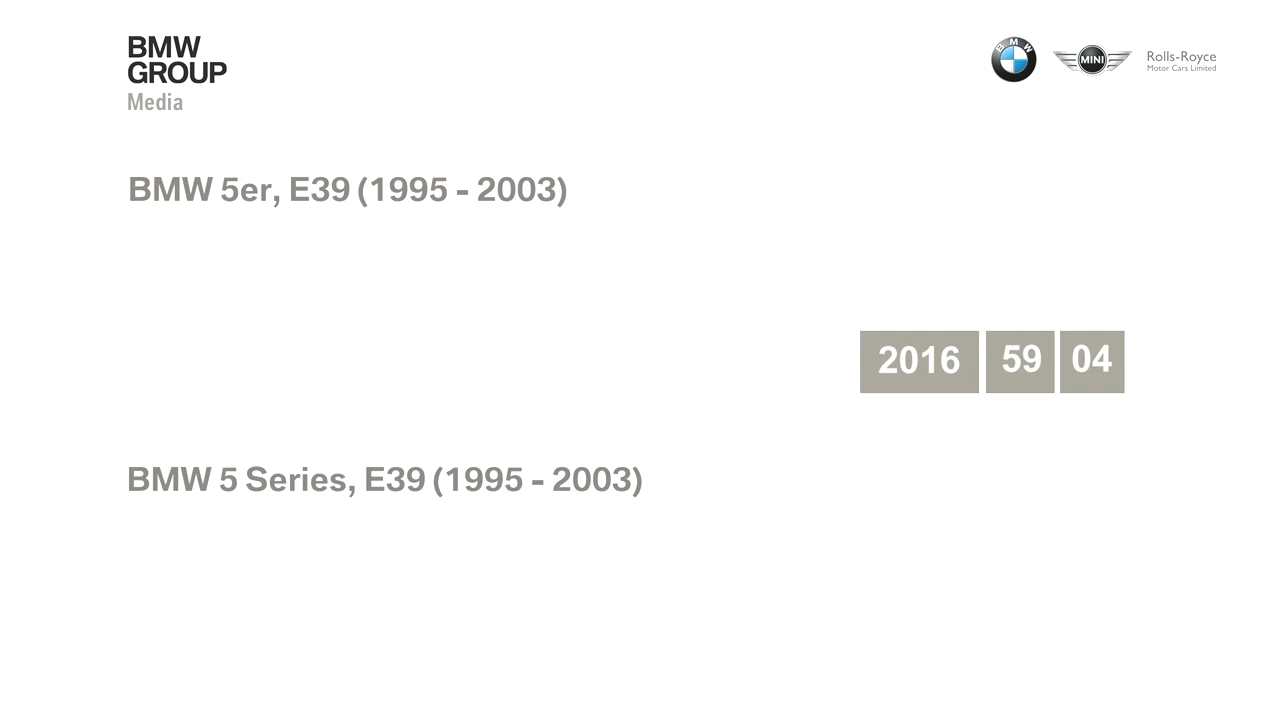 BMW
GROUP
Media
BMW
MINI
Rolls-Royce
Motor Cars Limited
BMW 5er, E39 (1995 - 2003)
2016 59 04
BMW 5 Series, E39 (1995 - 2003)